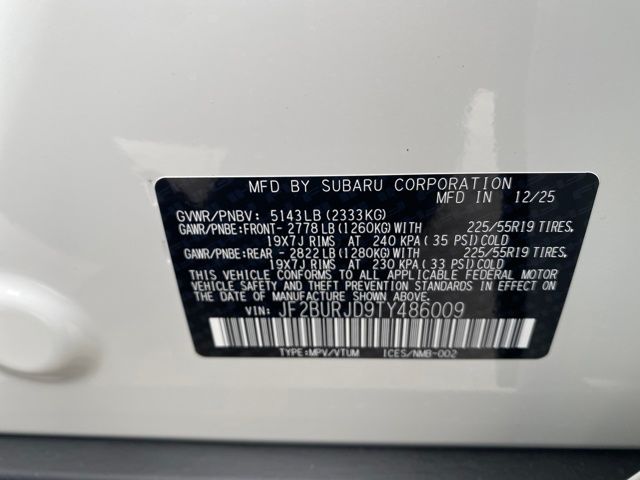 MFD BY SUBARU CORPORATION
MFD IN 12/25
GVWR/PNBV: 5143LB (2333KG)
GAWR/PNBE:FRONT- 2778 LB (1260KG) WITH 225/55R19 TIRES,
19X7J RIMS AT 240 KPA ( 35 PSI) COLD
GAWR/PNBE:REAR - 2822 LB (1280KG) WITH 225/55R19 TIRES,
19X7J RIMS AT 230 KPA ( 33 PSI) COLD
THIS VEHICLE CONFORMS TO ALL APPLICABLE FEDERAL MOTOR
VEHICLE SAFETY AND THEFT PREVENTION STANDARDS IN EFFECT ON
THE DATE OF MANUFACTURE SHOWN ABOVE.
VIN: JF2BURJD9TY486009
TYPE:MPV/VTUM ICES/NMB-002